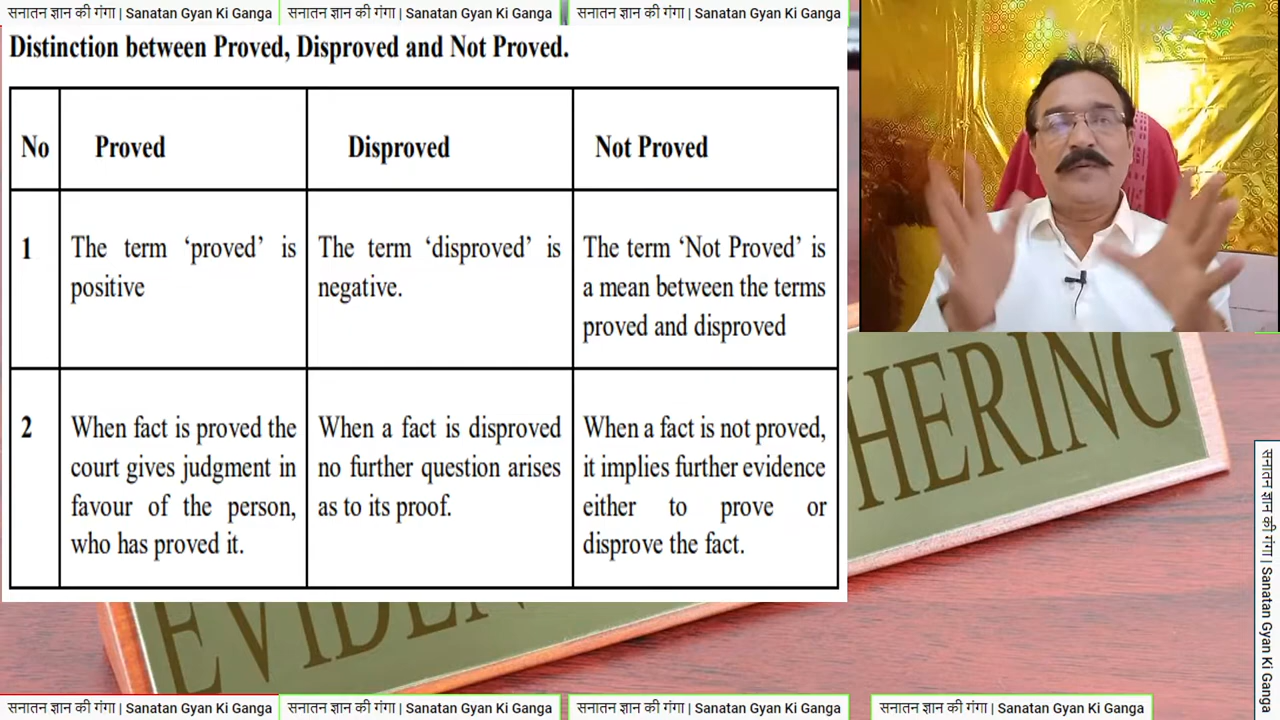 सनातन ज्ञान की गंगा | Sanatan Gyan Ki Ganga
सनातन ज्ञान की गंगा | Sanatan Gyan Ki Ganga
सनातन ज्ञान की गंगा | Sanatan Gyan Ki Ganga
Distinction between Proved, Disproved and Not Proved.
No
Proved
Disproved
Not Proved
1
The term ‘proved’ is
positive
The term ‘disproved’ is
negative.
The term ‘Not Proved’ is
a mean between the terms
proved and disproved
2
When fact is proved the
court gives judgment in
favour of the person,
who has proved it.
When a fact is disproved
no further question arises
as to its proof.
When a fact is not proved,
it implies further evidence
either to prove or
disprove the fact.
HERING
EVIDEN
सनातन ज्ञान की गंगा | Sanatan Gyan Ki Ganga
सनातन ज्ञान की गंगा | Sanatan Gyan Ki Ganga
सनातन ज्ञान की गंगा | Sanatan Gyan Ki Ganga
सनातन ज्ञान की गंगा | Sanatan Gyan Ki Ganga
सनातन ज्ञान की गंगा | Sanatan Gyan Ki Ganga